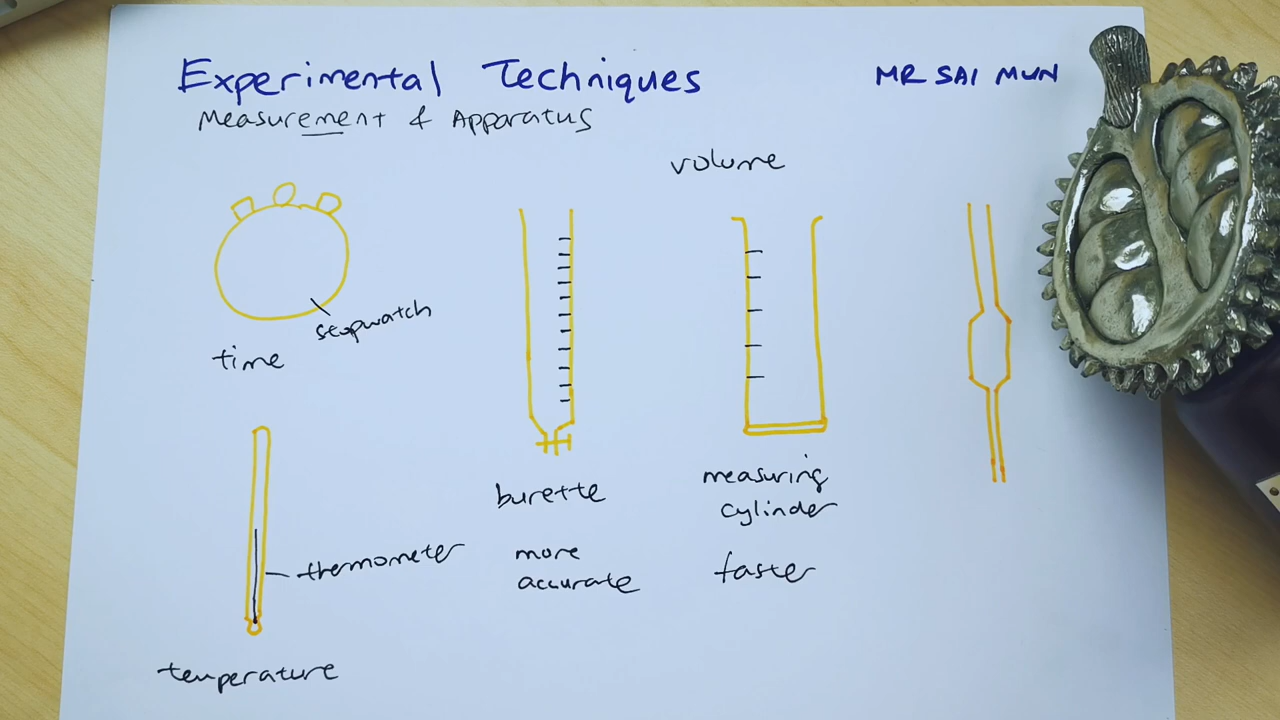 Experimental Techniques
MR SAI MUN
Measurement & Apparatus
volume
stopwatch
time
burette
measuring
cylinder
thermometer
more
accurate
faster
temperature